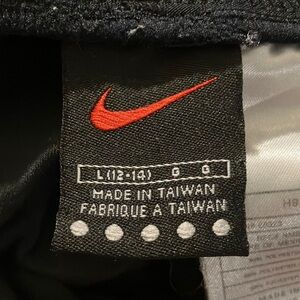 L (12-14) G G
MADE IN TAIWAN
FABRIQUE A TAIWAN